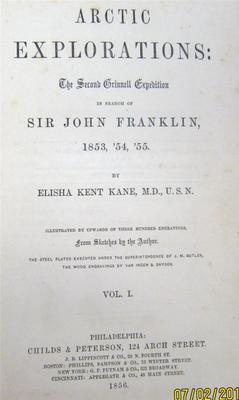 ARCTIC
EXPLORATIONS:
The Second Grinnell Expedition
IN SEARCH OF
SIR JOHN FRANKLIN,
1853, '54, '55.
BY
ELISHA KENT KANE, M.D., U.S.N.
ILLUSTRATED BY UPWARDS OF THREE HUNDRED ENGRAVINGS,
From Sketches by the Author.
THE STEEL PLATES EXECUTED UNDER THE SUPERINTENDENCE OF J. M. BUTLER,
THE WOOD ENGRAVINGS BY VAN INGEN & SNYDER.
VOL. I.
PHILADELPHIA:
CHILDS & PETERSON, 124 ARCH STREET.
J. B. LIPPINCOTT & CO., 20 N. FOURTH ST.
BOSTON: PHILLIPS, SAMPSON & CO., 13 WINTER STREET.
NEW YORK: G. P. PUTNAM & CO., 321 BROADWAY.
CINCINNATI: APPLEGATE & CO., 48 MAIN STREET.
1856.
07/02/201